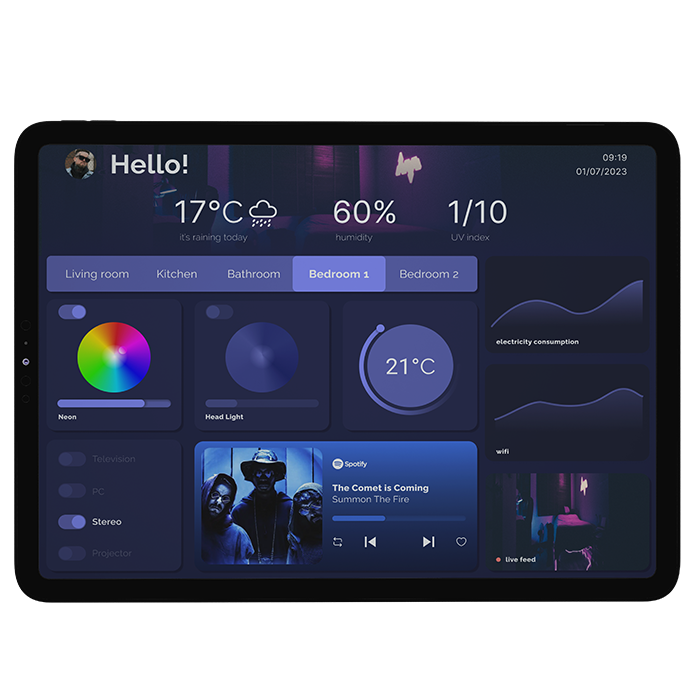 Hello!
09:19
01/07/2023
17°C
60%
1/10
it's raining today
humidity
UV index
Living room
Kitchen
Bathroom
Bedroom 1
Bedroom 2
Neon
Head Light
21°C
electricity consumption
wifi
Television
PC
Stereo
Projector
Spotify
The Comet is Coming
Summon The Fire
live feed